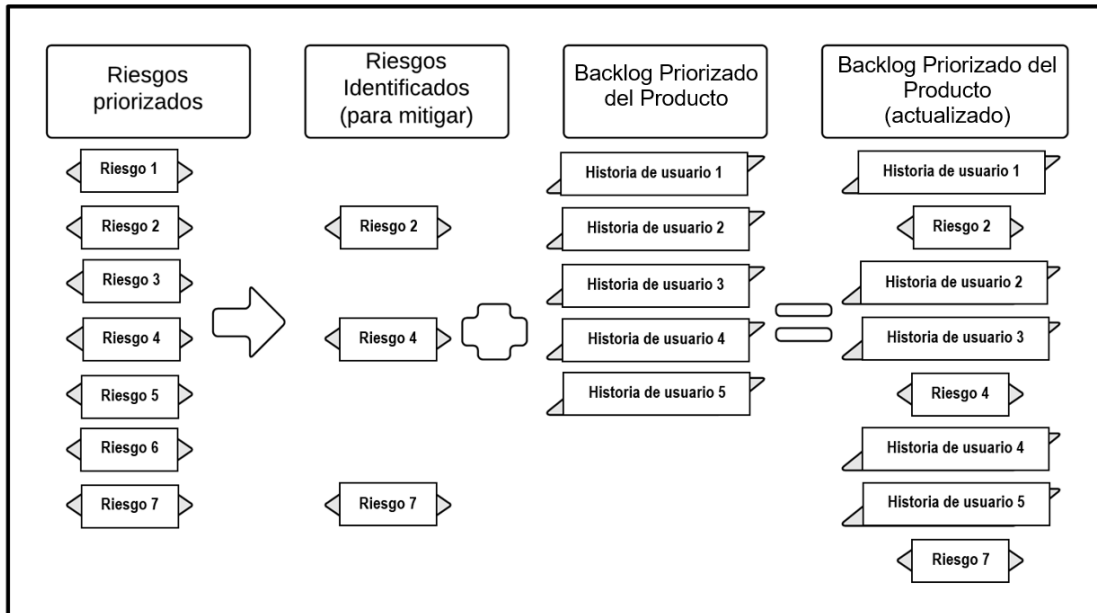 Riesgos
priorizados
Riesgo 1
Riesgo 2
Riesgo 3
Riesgo 4
Riesgo 5
Riesgo 6
Riesgo 7
Riesgos
Identificados
(para mitigar)
Riesgo 2
Riesgo 4
Riesgo 7
Backlog Priorizado
del Producto
Historia de usuario 1
Historia de usuario 2
Historia de usuario 3
Historia de usuario 4
Historia de usuario 5
Backlog Priorizado del
Producto
(actualizado)
Historia de usuario 1
Riesgo 2
Historia de usuario 2
Historia de usuario 3
Riesgo 4
Historia de usuario 4
Historia de usuario 5
Riesgo 7